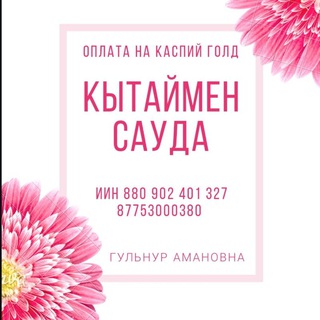 ОПЛАТА НА КАСПИЙ ГОЛД
КЫТАЙМЕН
САУДА
ИИН 880 902 401 327
87753000380
ГУЛЬНУР АМАНОВНА